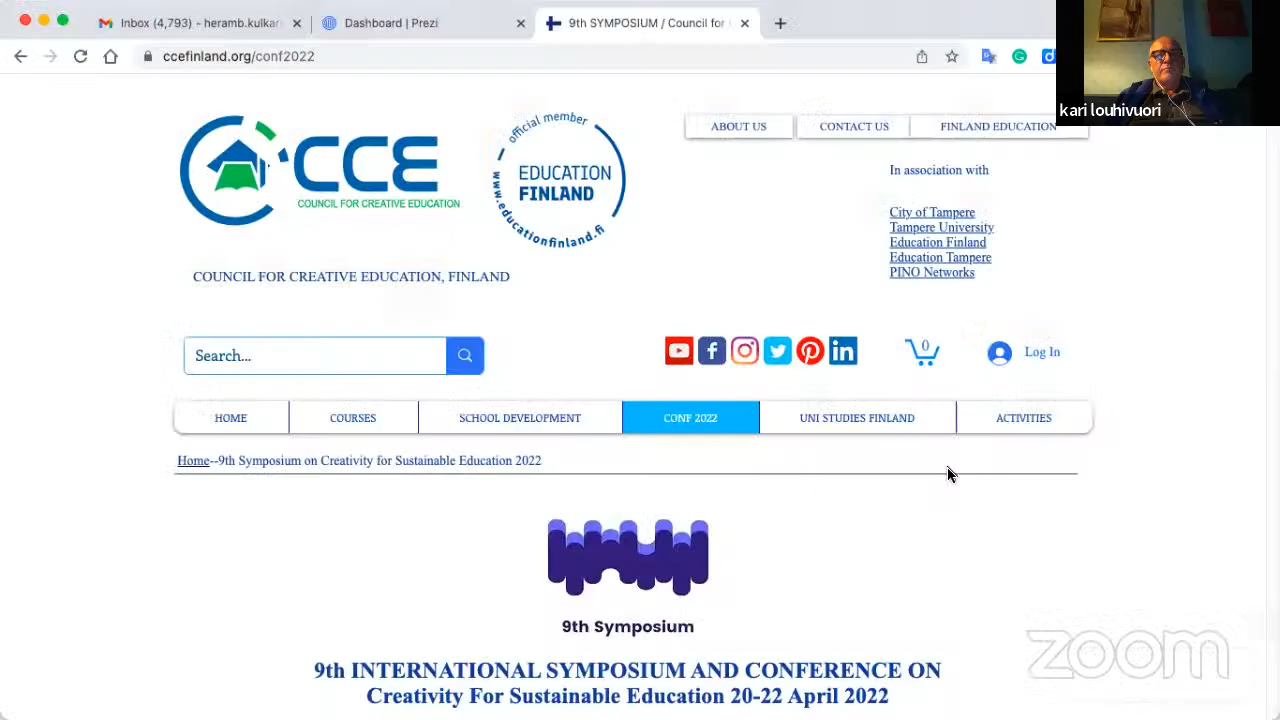 Inbox (4,793) - heramb.kulkar
Dashboard | Prezi
9th SYMPOSIUM / Council for
ccefinland.org/conf2022
kari louhivuori
CCE
COUNCIL FOR CREATIVE EDUCATION
official member
EDUCATION
FINLAND
www.educationfinland.fi
ABOUT US
CONTACT US
FINLAND EDUCATION
In association with
City of Tampere
Tampere University
Education Finland
Education Tampere
PINO Networks
COUNCIL FOR CREATIVE EDUCATION, FINLAND
Search...
0
Log In
HOME
COURSES
SCHOOL DEVELOPMENT
CONF 2022
UNI STUDIES FINLAND
ACTIVITIES
Home--9th Symposium on Creativity for Sustainable Education 2022
9th Symposium
zoom
9th INTERNATIONAL SYMPOSIUM AND CONFERENCE ON
Creativity For Sustainable Education 20-22 April 2022